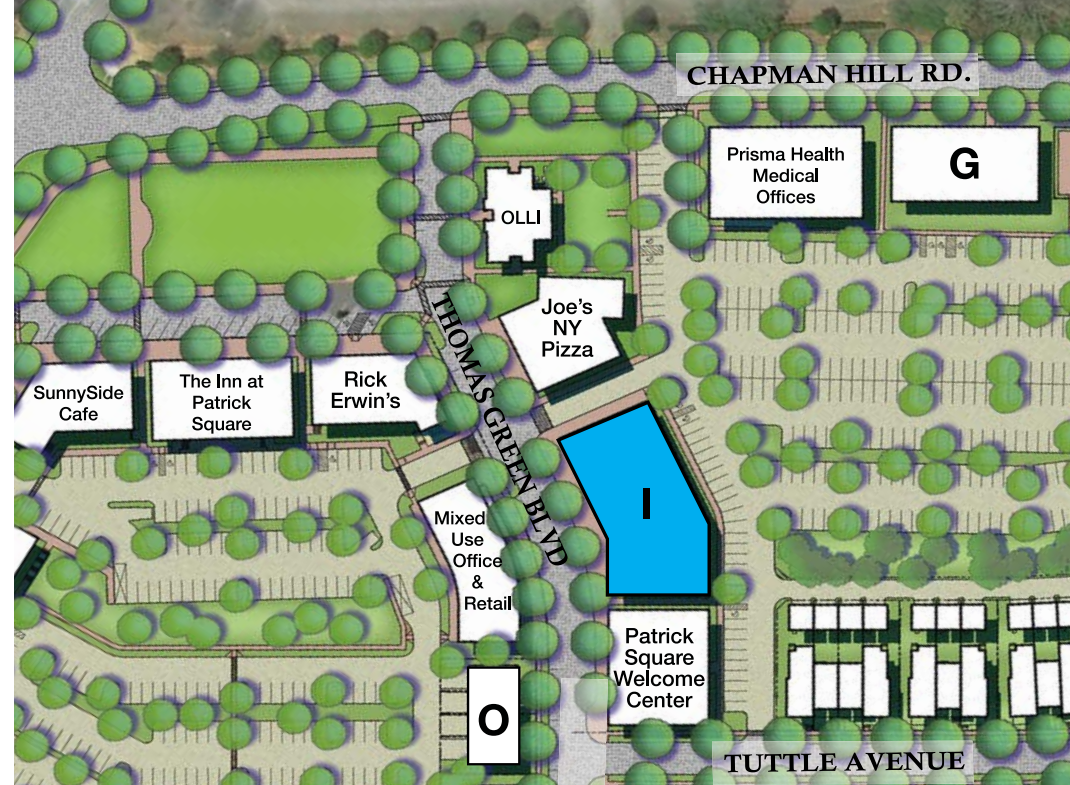 CHAPMAN HILL RD.
Prisma Health
Medical
Offices
G
OLLI
Joe's
NY
Pizza
THOMAS GREEN BLVD
SunnySide
Cafe
The Inn at
Patrick
Square
Rick
Erwin's
I
Mixed
Use
Office
&
Retail
Patrick
Square
Welcome
Center
O
TUTTLE AVENUE